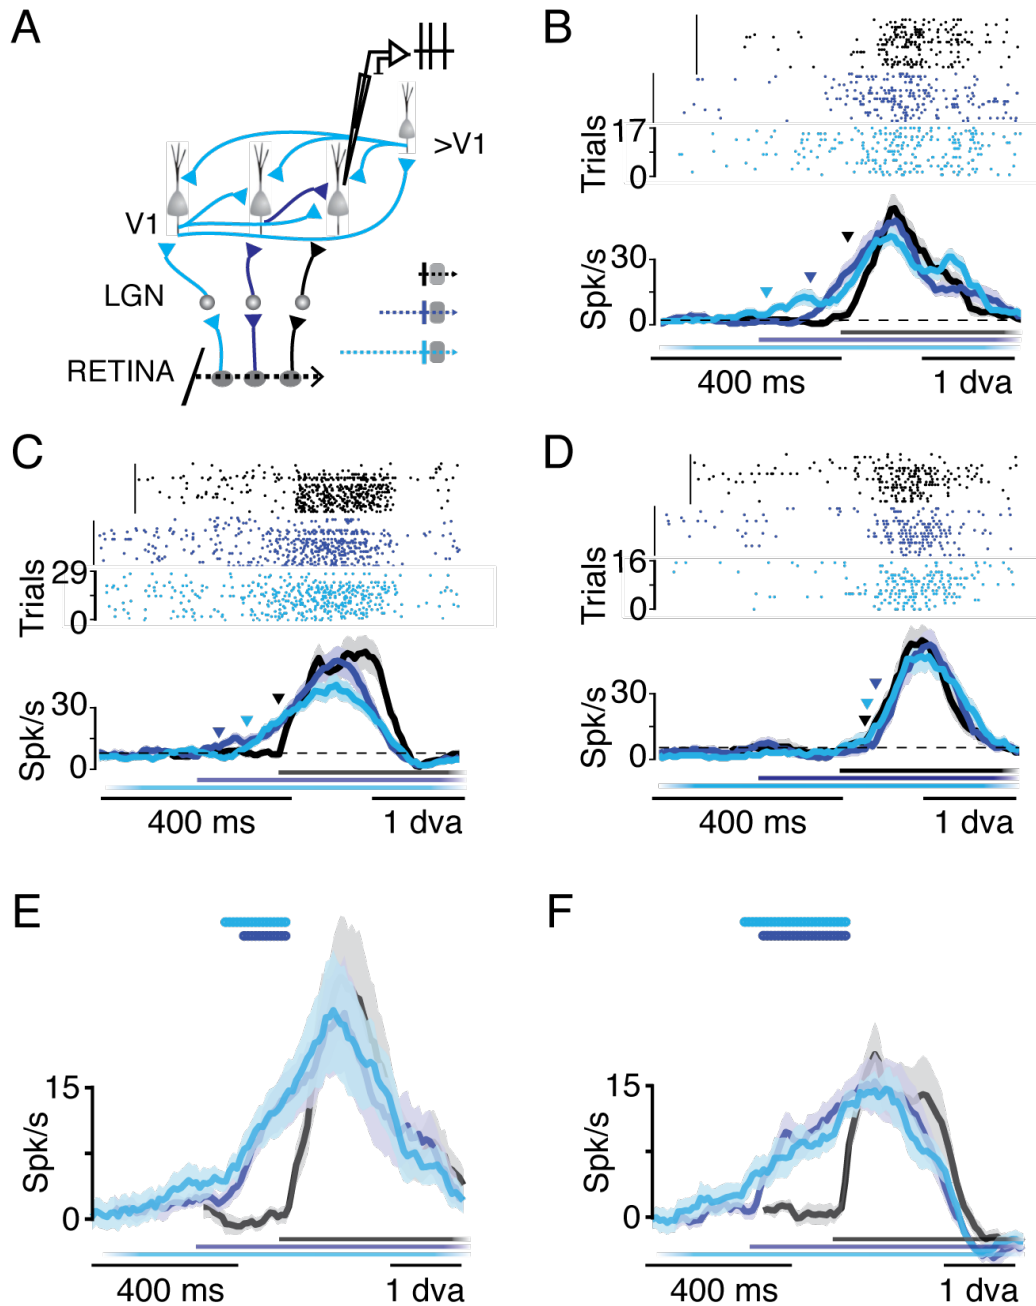 A
>V1
V1
LGN
RETINA
B
Trials
17
0
Spk/s
30
0
400 ms
1 dva
C
Trials
29
0
Spk/s
30
0
400 ms
1 dva
D
Trials
16
0
Spk/s
30
0
400 ms
1 dva
E
Spk/s
15
0
400 ms
1 dva
F
Spk/s
15
0
400 ms
1 dva